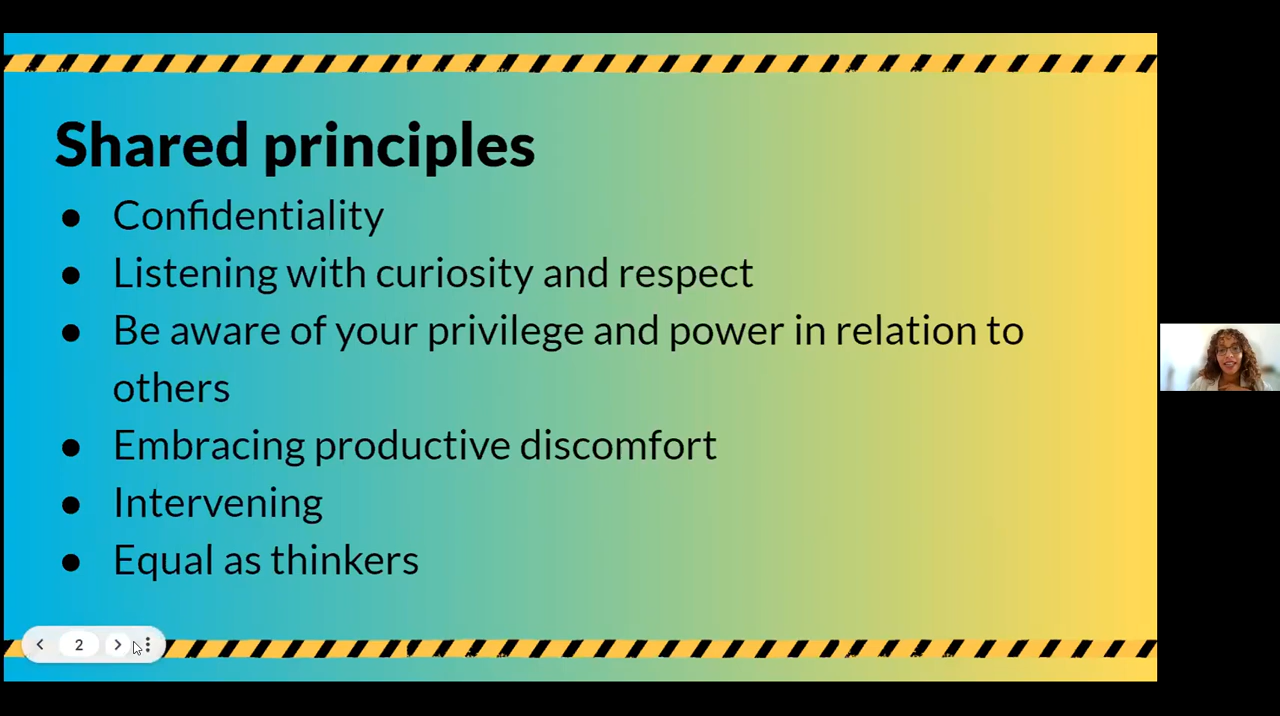 Shared principles
● Confidentiality
● Listening with curiosity and respect
● Be aware of your privilege and power in relation to
others
● Embracing productive discomfort
● Intervening
● Equal as thinkers
2